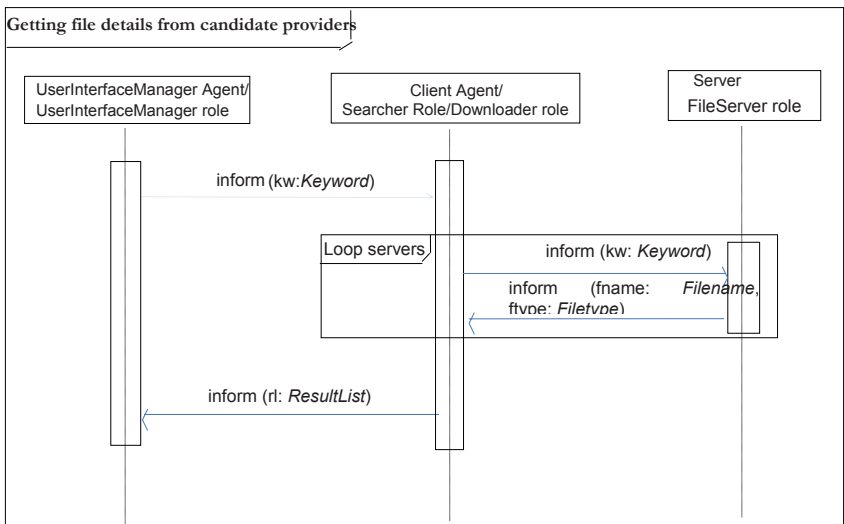 Getting file details from candidate providers
UserInterfaceManager Agent/
UserInterfaceManager role
Client Agent/
Searcher Role/Downloader role
Server
FileServer role
inform (kw:Keyword)
Loop servers
inform (kw: Keyword)
inform (fname: Filename,
ftype: Filetype)
inform (rl: ResultList)